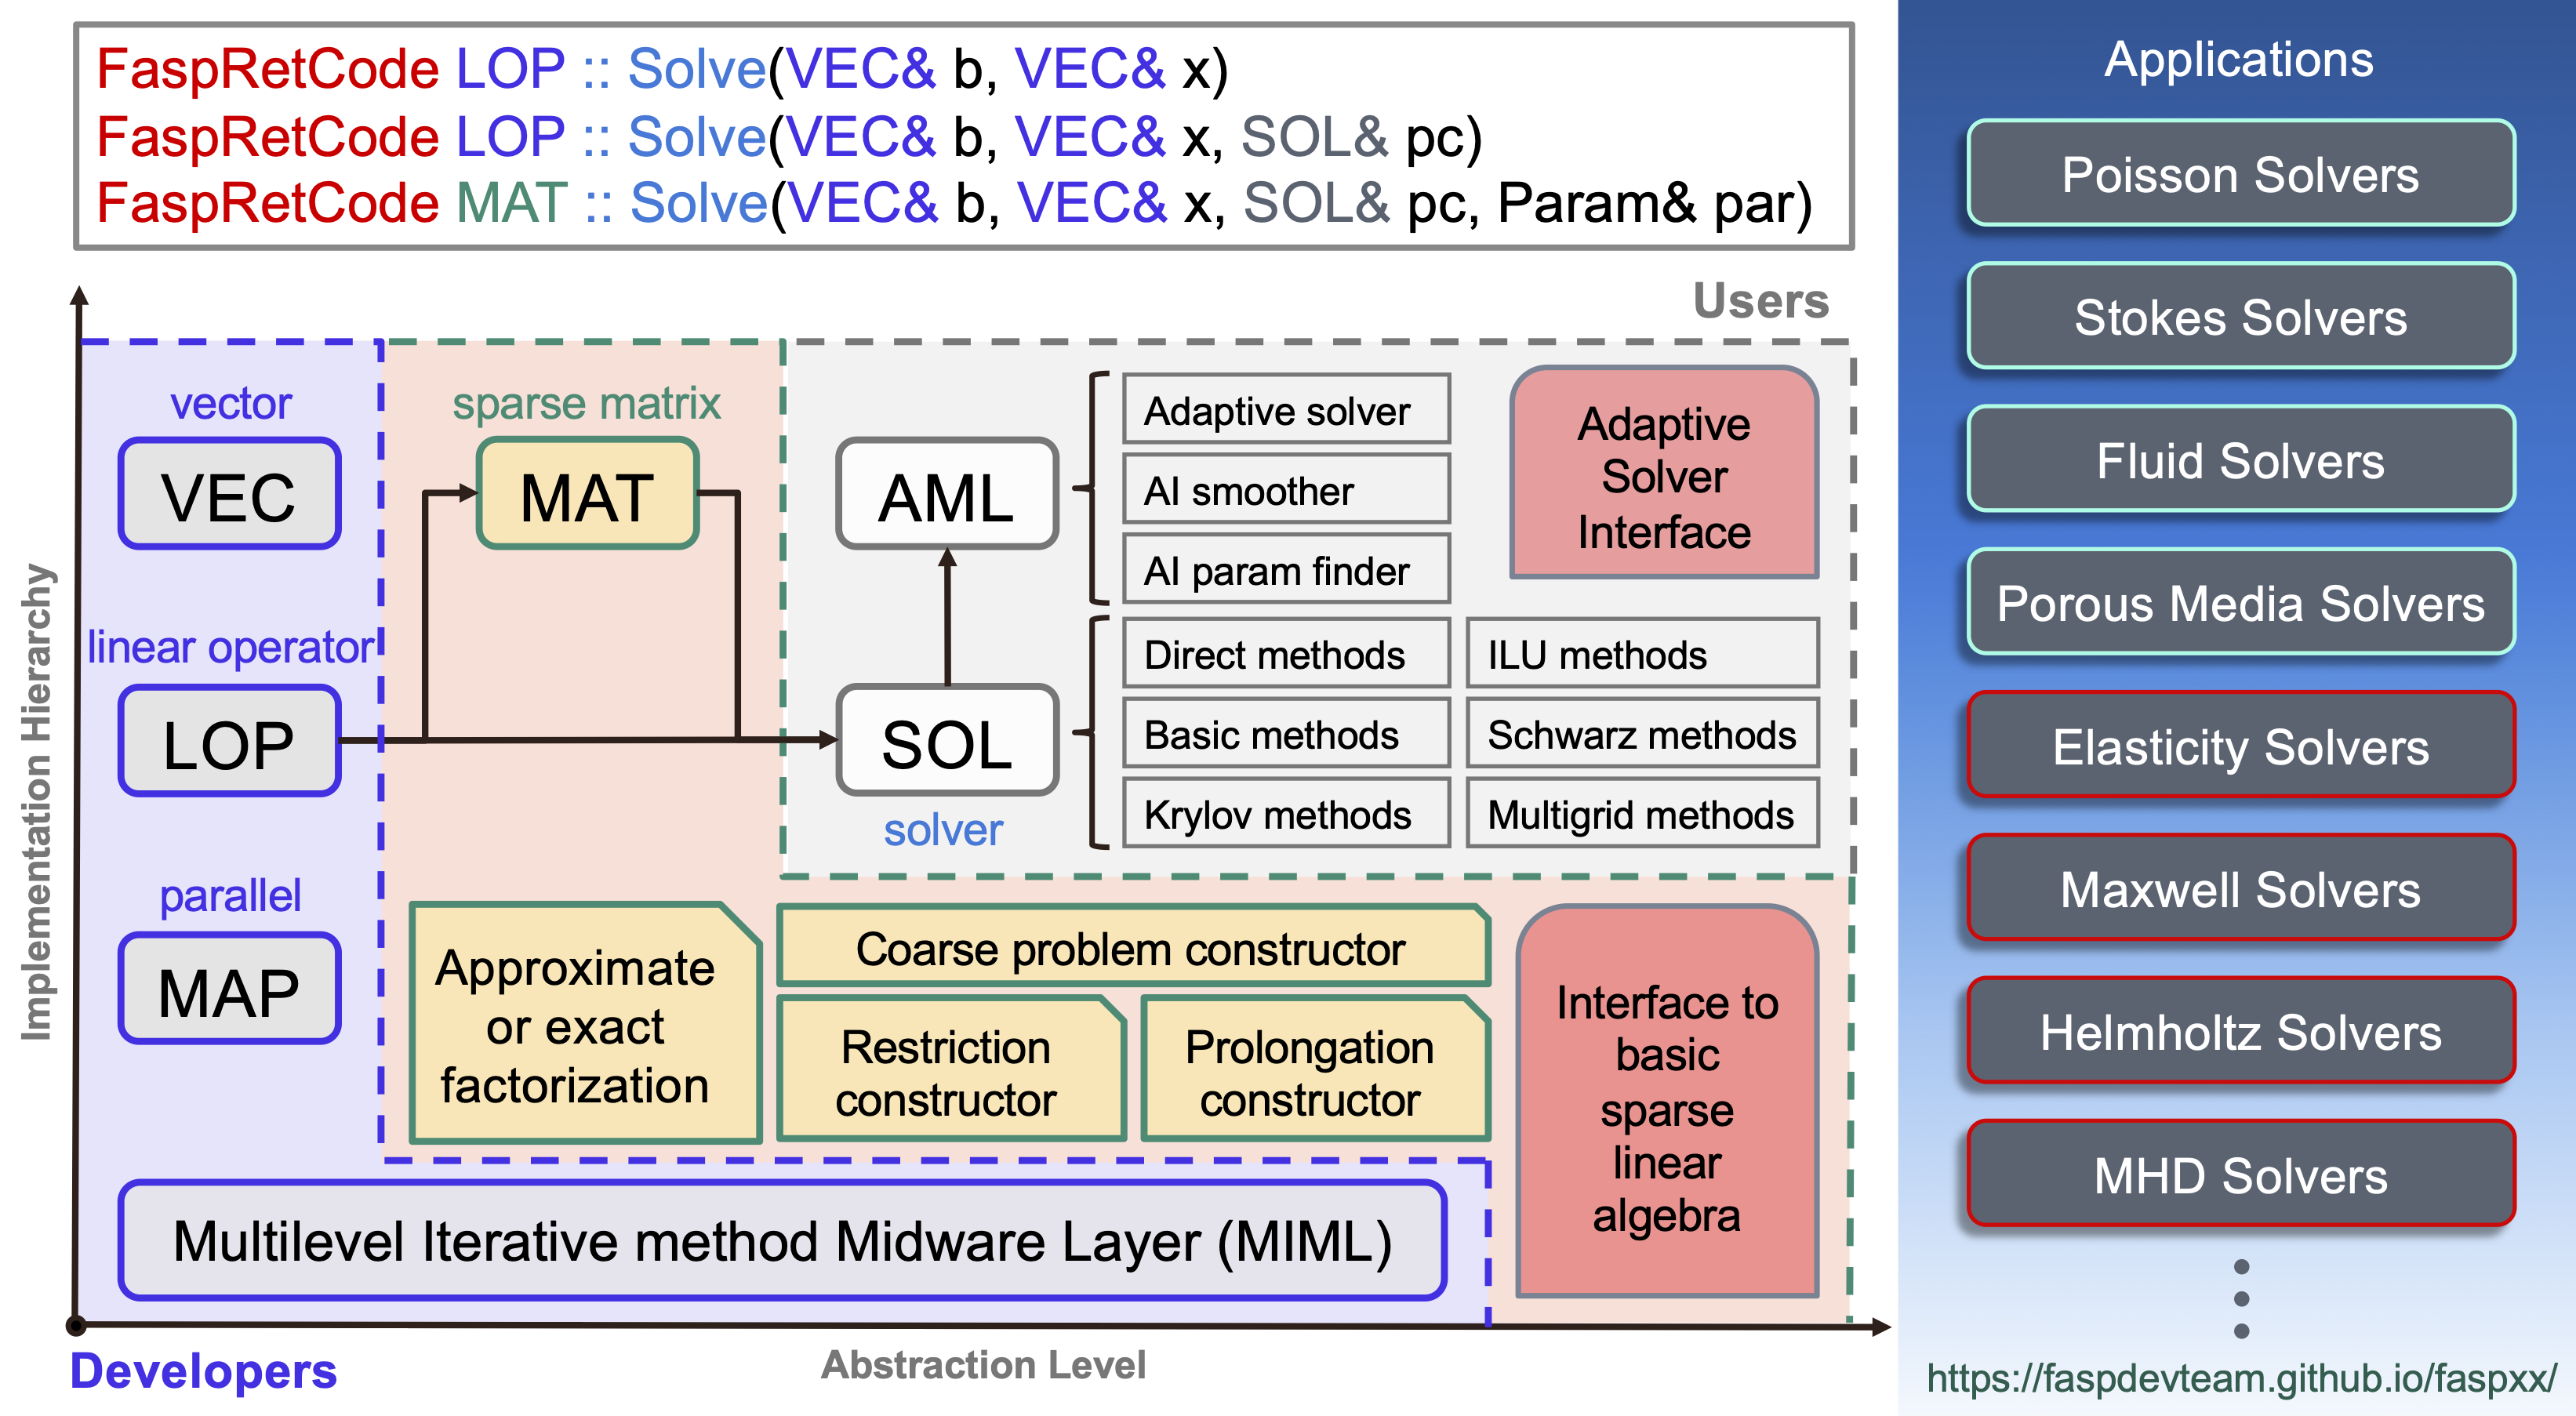 FaspRetCode LOP :: Solve(VEC& b, VEC& x)
FaspRetCode LOP :: Solve(VEC& b, VEC& x, SOL& pc)
FaspRetCode MAT :: Solve(VEC& b, VEC& x, SOL& pc, Param& par)
Users
Implementation Hierarchy
vector
VEC
linear operator
LOP
parallel
MAP
sparse matrix
MAT
AML
Adaptive solver
AI smoother
AI param finder
Adaptive
Solver
Interface
SOL
solver
Direct methods
Basic methods
Krylov methods
ILU methods
Schwarz methods
Multigrid methods
Approximate
or exact
factorization
Coarse problem constructor
Restriction
constructor
Prolongation
constructor
Interface to
basic
sparse
linear
algebra
Multilevel Iterative method Midware Layer (MIML)
Developers
Abstraction Level
Applications
Poisson Solvers
Stokes Solvers
Fluid Solvers
Porous Media Solvers
Elasticity Solvers
Maxwell Solvers
Helmholtz Solvers
MHD Solvers
https://faspdevteam.github.io/faspxx/